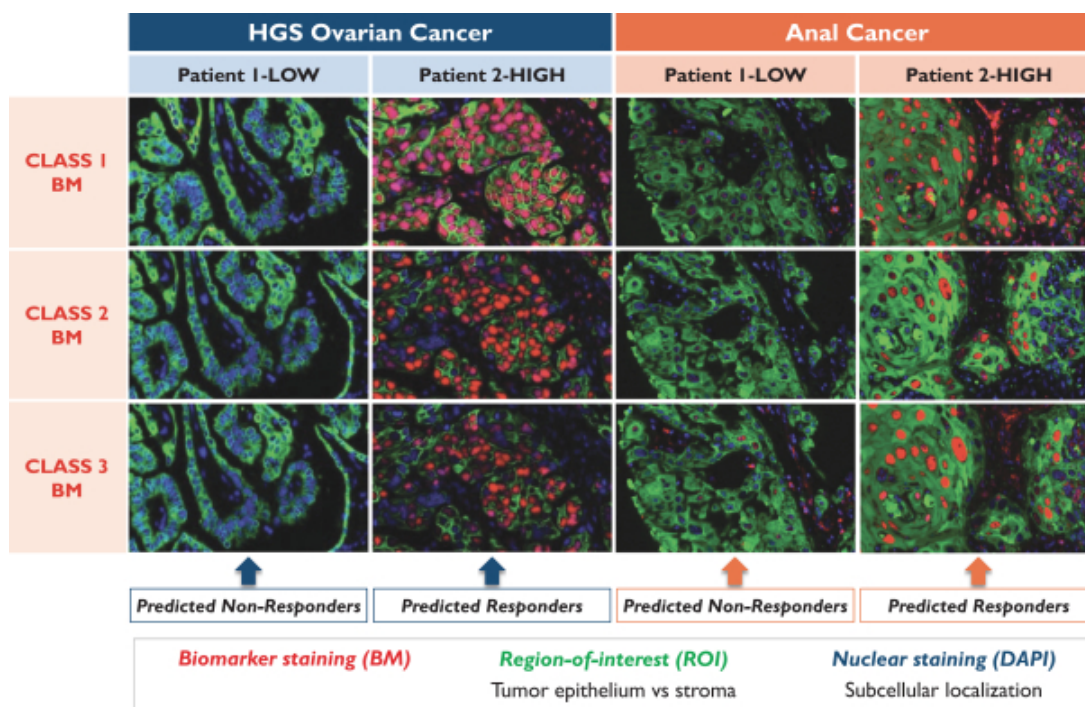 HGS Ovarian Cancer
Anal Cancer
Patient 1-LOW
Patient 2-HIGH
Patient 1-LOW
Patient 2-HIGH
CLASS 1
BM
CLASS 2
BM
CLASS 3
BM
Predicted Non-Responders
Predicted Responders
Predicted Non-Responders
Predicted Responders
Biomarker staining (BM)
Region-of-interest (ROI)
Nuclear staining (DAPI)
Tumor epithelium vs stroma
Subcellular localization